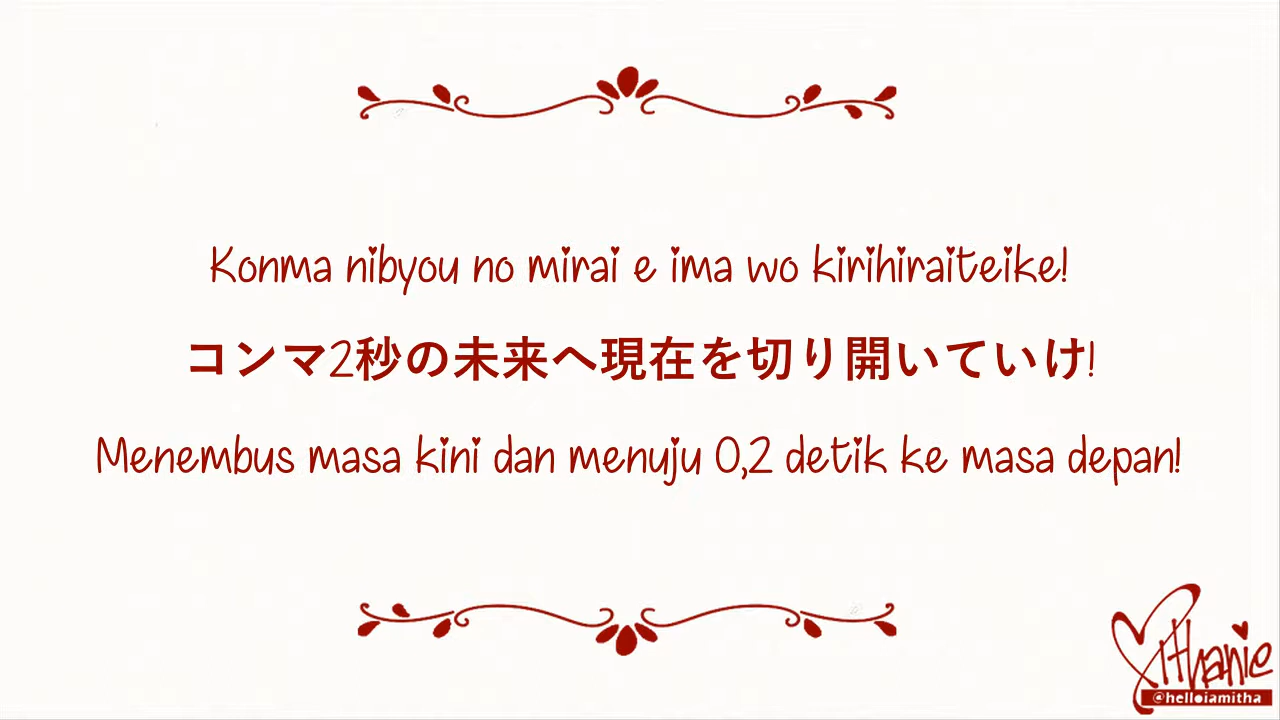 Konma nibyou no mirai e ima wo kirihiraiteike!
コンマ2秒の未来へ現在を切り開いていけ!
Menembus masa kini dan menuju 0,2 detik ke masa depan!
Mithanie
@helloiamitha